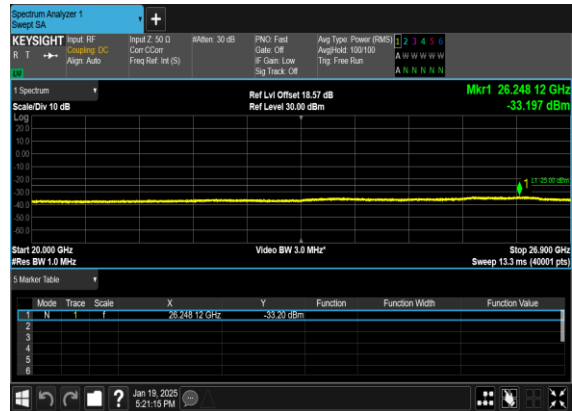 Spectrum Analyzer 1
Swept SA
+
KEYSIGHT Input: RF Input Z: 50 Ω #Atten: 30 dB PNO: Fast Avg Type: Power (RMS) 1 2 3 4 5 6
R T Coupling: DC Corr CCorr Gate: Off Avg|Hold: 100/100 A W W W W W
Align: Auto Freq Ref: Int (S) IF Gain: Low Trig: Free Run
Sig Track: Off A N N N N N
1 Spectrum Ref Lvl Offset 18.57 dB Mkr1 26.248 12 GHz
Scale/Div 10 dB Ref Level 30.00 dBm -33.197 dBm
Log
20.0
10.0
0.00
-10.0
-20.0
1 -25.00 dBm
-30.0
-40.0
-50.0
-60.0
Start 20.000 GHz Video BW 3.0 MHz* Stop 26.900 GHz
#Res BW 1.0 MHz Sweep 13.3 ms (40001 pts)
5 Marker Table
Mode Trace Scale X Y Function Function Width Function Value
1 N 1 f 26.248 12 GHz -33.20 dBm
2
3
4
5
6
? Jan 19, 2025
5:21:15 PM